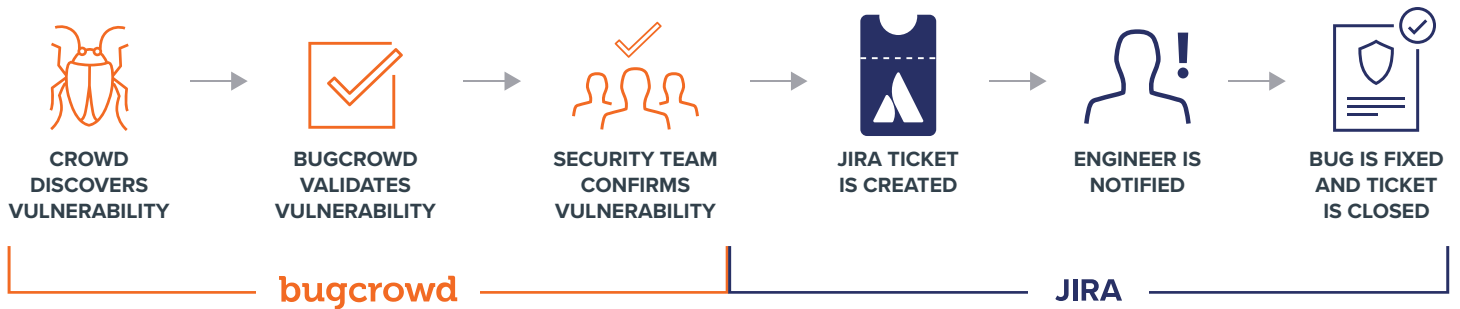 CROWD
DISCOVERS
VULNERABILITY
BUGCROWD
VALIDATES
VULNERABILITY
SECURITY TEAM
CONFIRMS
VULNERABILITY
JIRA TICKET
IS CREATED
ENGINEER IS
NOTIFIED
BUG IS FIXED
AND TICKET
IS CLOSED
bugcrowd
JIRA